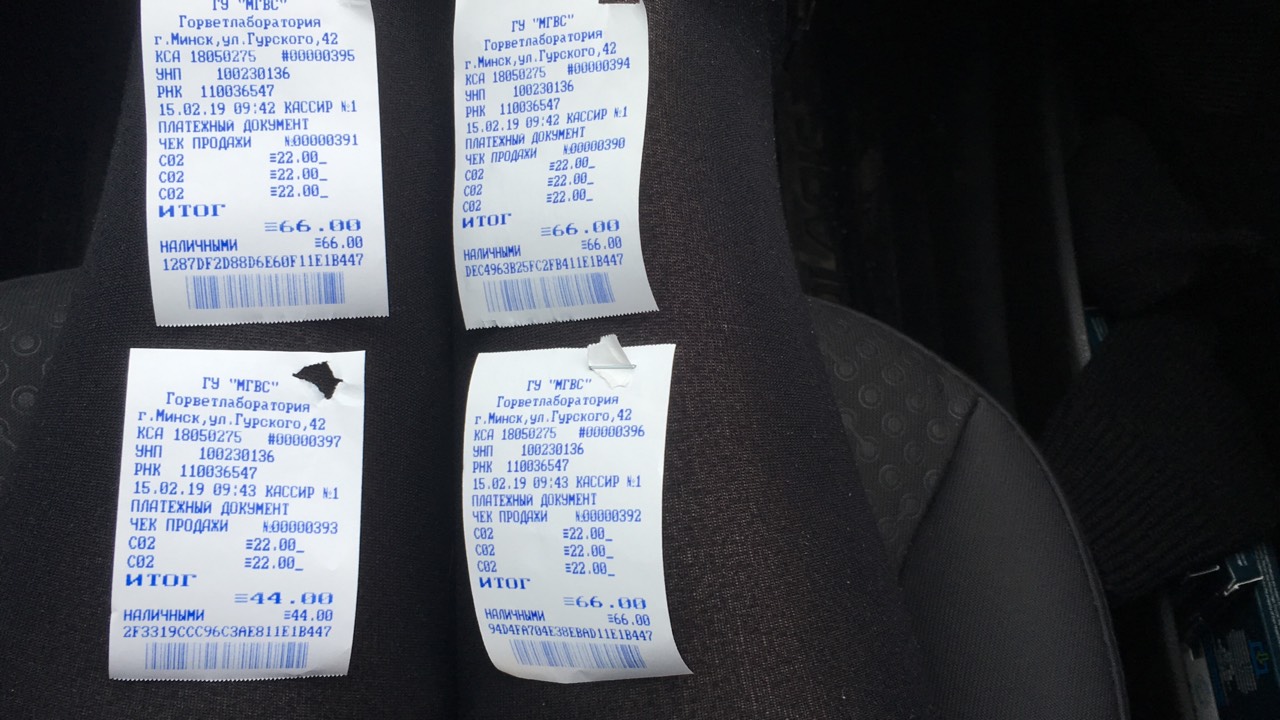 ГУ "МГВС"
Горветлаборатория
г.Минск,ул.Гурского,42
КСА 18050275 #00000395
УНП 100230136
РНК 110036547
15.02.19 09:42 КАССИР №1
ПЛАТЕЖНЫЙ ДОКУМЕНТ
ЧЕК ПРОДАЖИ №00000391
С02 ≡22.00_
С02 ≡22.00_
С02 ≡22.00_
ИТОГ
≡66.00
НАЛИЧНЫМИ ≡66.00
1287DF2D88D6E60F11E1B447
ГУ "МГВС"
Горветлаборатория
г.Минск,ул.Гурского,42
КСА 18050275 #00000394
УНП 100230136
РНК 110036547
15.02.19 09:42 КАССИР №1
ПЛАТЕЖНЫЙ ДОКУМЕНТ
ЧЕК ПРОДАЖИ №00000390
С02 ≡22.00_
С02 ≡22.00_
С02 ≡22.00_
ИТОГ
≡66.00
НАЛИЧНЫМИ ≡66.00
DEC4963B25FC2FB411E1B447
ГУ "МГВС"
Горветлаборатория
г.Минск,ул.Гурского,42
КСА 18050275 #00000397
УНП 100230136
РНК 110036547
15.02.19 09:43 КАССИР №1
ПЛАТЕЖНЫЙ ДОКУМЕНТ
ЧЕК ПРОДАЖИ №00000393
С02 ≡22.00_
С02 ≡22.00_
ИТОГ
≡44.00
НАЛИЧНЫМИ ≡44.00
2F3319CCC96C3AE811E1B447
ГУ "МГВС"
Горветлаборатория
г.Минск,ул.Гурского,42
КСА 18050275 #00000396
УНП 100230136
РНК 110036547
15.02.19 09:43 КАССИР №1
ПЛАТЕЖНЫЙ ДОКУМЕНТ
ЧЕК ПРОДАЖИ №00000392
С02 ≡22.00_
С02 ≡22.00_
С02 ≡22.00_
ИТОГ
≡66.00
НАЛИЧНЫМИ ≡66.00
94D4FA704E38EBAD11E1B447